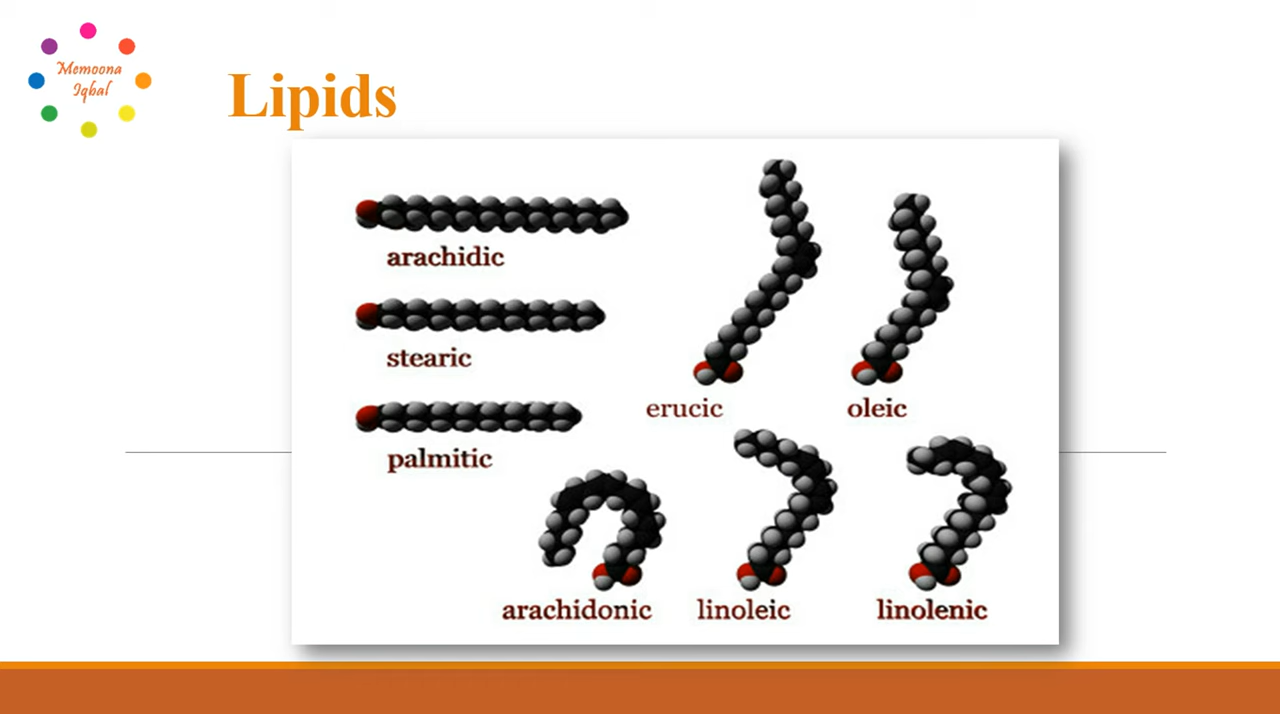 Memoona
Iqbal
Lipids
arachidic
stearic
palmitic
erucic
oleic
arachidonic
linoleic
linolenic